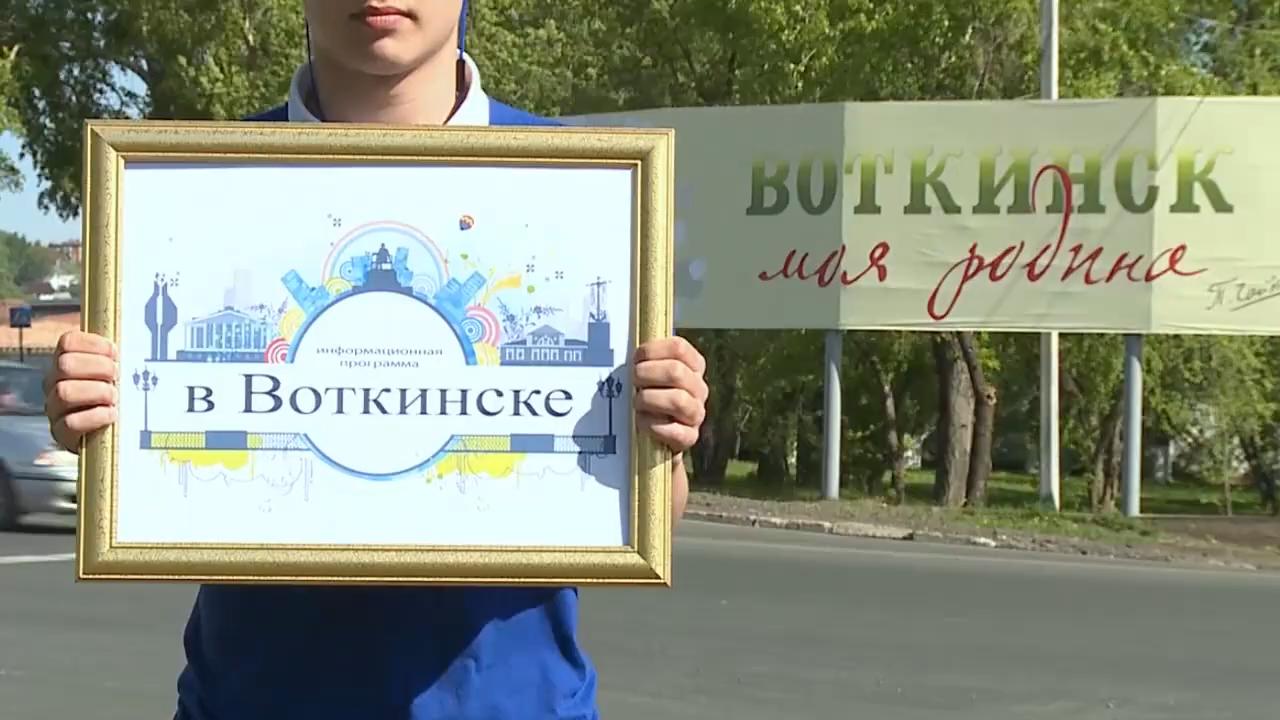 информационная
программа
в Воткинске
ВОТКИНСК
моя родина